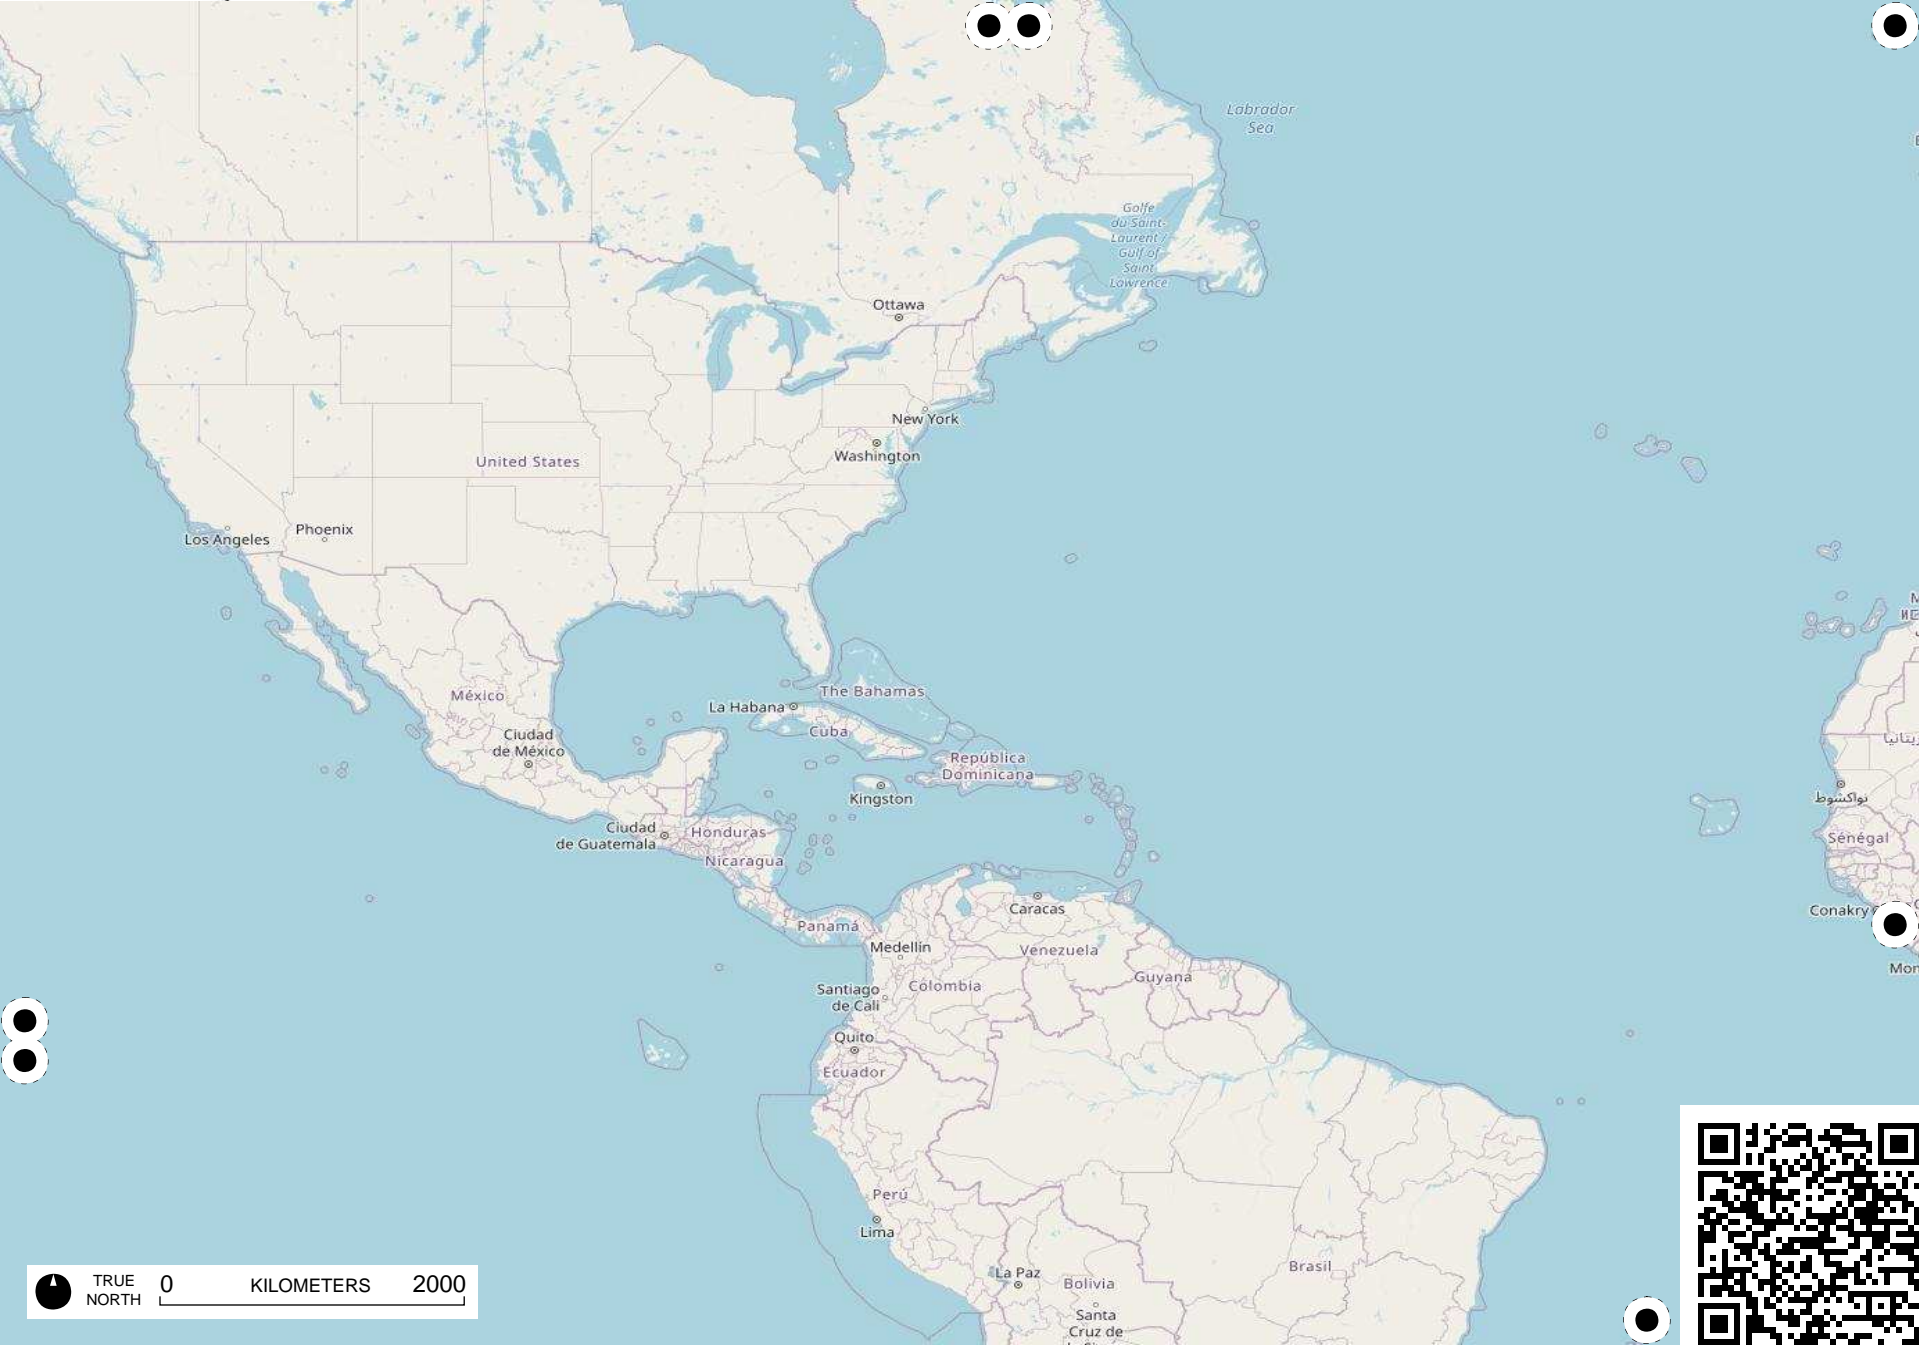 Labrador
Sea
Golfe
du Saint-
Laurent /
Gulf of
Saint
Lawrence
Ottawa
New York
Washington
United States
Phoenix
Los Angeles
México
Ciudad
de México
La Habana
The Bahamas
Cuba
República
Dominicana
Kingston
Ciudad
de Guatemala
Honduras
Nicaragua
نواكشوط
Sénégal
Conakry
Panamá
Caracas
Medellín
Venezuela
Guyana
Colombia
Santiago
de Cali
Quito
Ecuador
Perú
Lima
La Paz
Bolivia
Brasil
Santa
Cruz de
TRUE
NORTH
0 KILOMETERS 2000